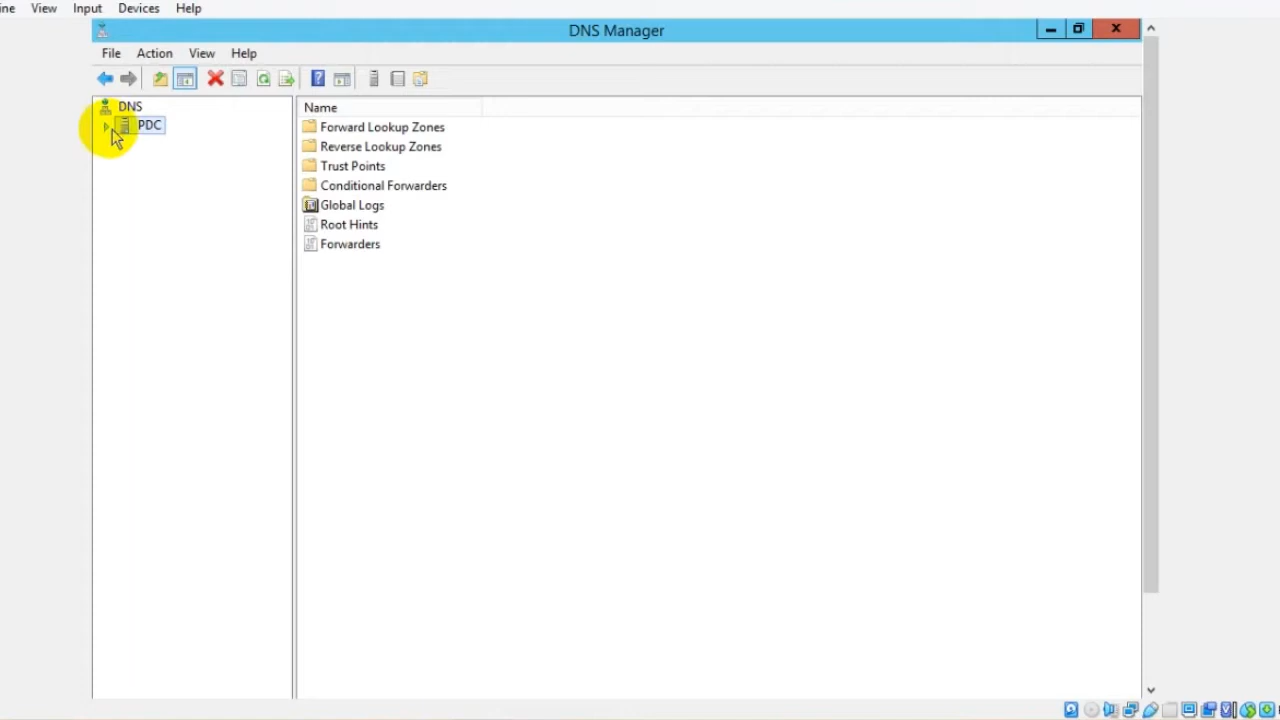 ine View Input Devices Help
DNS Manager
File Action View Help
DNS
PDC
Name
Forward Lookup Zones
Reverse Lookup Zones
Trust Points
Conditional Forwarders
Global Logs
Root Hints
Forwarders